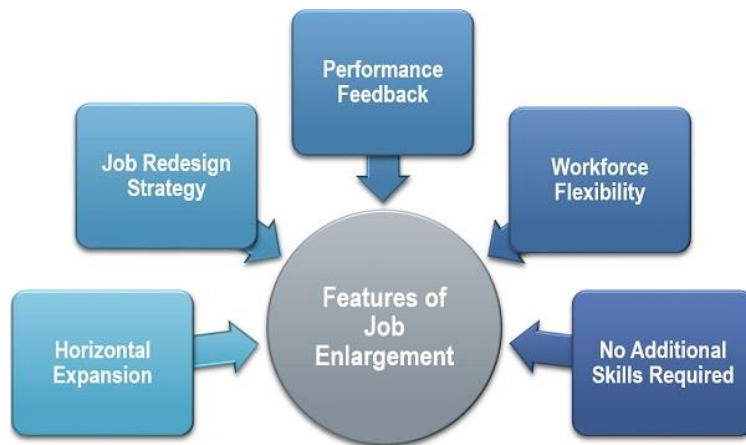 Performance
Feedback
Job Redesign
Strategy
Workforce
Flexibility
Horizontal
Expansion
Features of
Job
Enlargement
No Additional
Skills Required